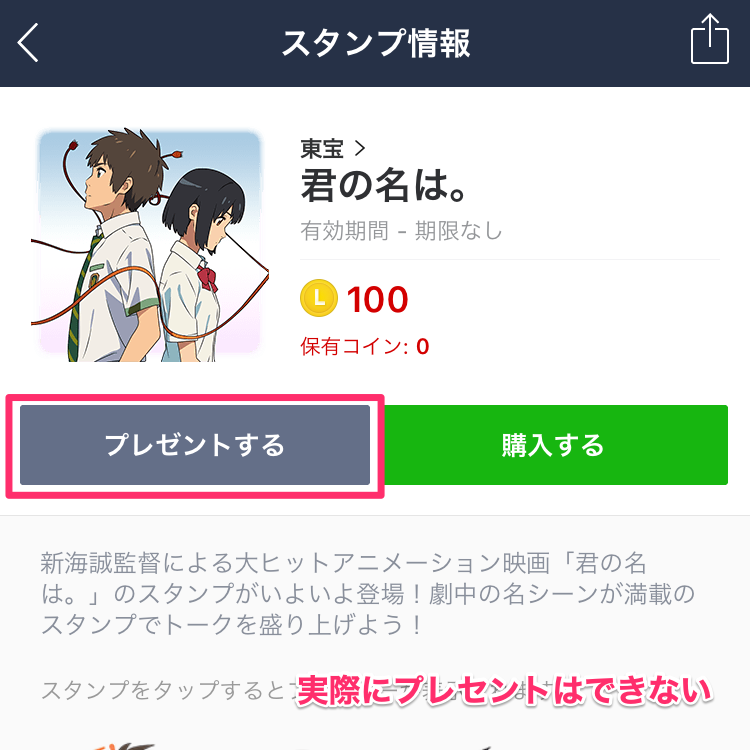 スタンプ情報
東宝 >
君の名は。
有効期間 - 期限なし
L 100
保有コイン: 0
プレゼントする
購入する
新海誠監督による大ヒットアニメーション映画「君の名
は。」のスタンプがいよいよ登場！劇中の名シーンが満載の
スタンプでトークを盛り上げよう！
スタンプをタップすると
実際にプレセントはできない